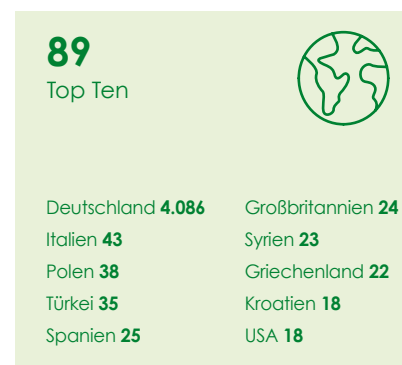 89
Top Ten
Deutschland 4.086
Italien 43
Polen 38
Türkei 35
Spanien 25
Großbritannien 24
Syrien 23
Griechenland 22
Kroatien 18
USA 18